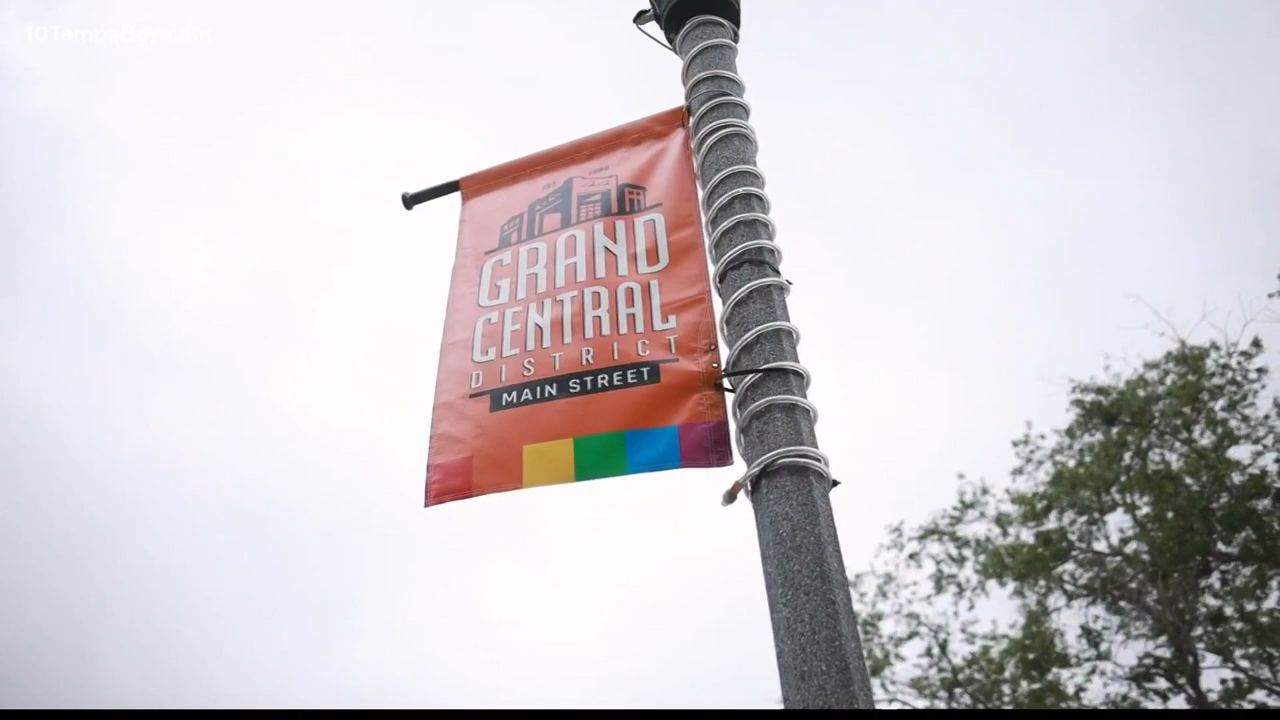 10TampaBay.com
GRAND
CENTRAL
DISTRICT
MAIN STREET